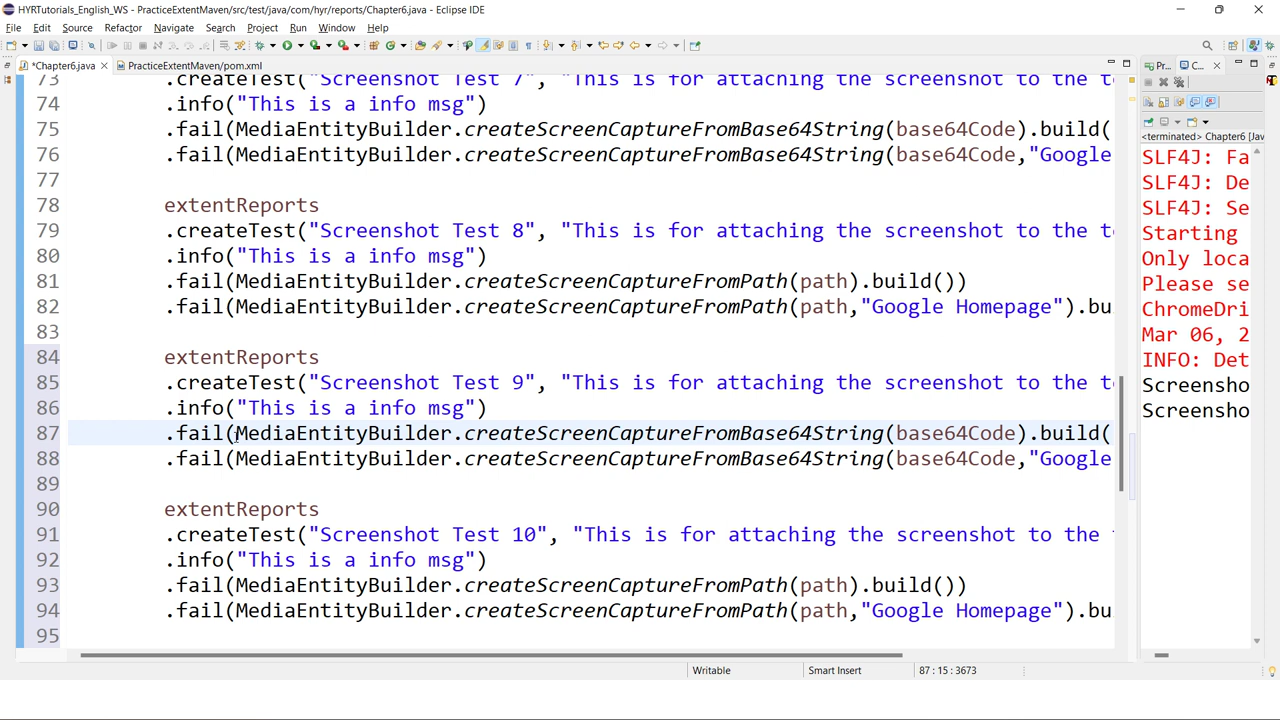 HYRTutorials_English_WS - PracticeExtentMaven/src/test/java/com/hyr/reports/Chapter6.java - Eclipse IDE
File Edit Source Refactor Navigate Search Project Run Window Help
*Chapter6.java PracticeExtentMaven/pom.xml
Pr... C...
<terminated> Chapter6 [Jav
73 .createTest("Screenshot Test 7", "This is for attaching the screenshot to the t
74 .info("This is a info msg")
75 .fail(MediaEntityBuilder.createScreenCaptureFromBase64String(base64Code).build(
76 .fail(MediaEntityBuilder.createScreenCaptureFromBase64String(base64Code,"Google
77
78 extentReports
79 .createTest("Screenshot Test 8", "This is for attaching the screenshot to the t
80 .info("This is a info msg")
81 .fail(MediaEntityBuilder.createScreenCaptureFromPath(path).build())
82 .fail(MediaEntityBuilder.createScreenCaptureFromPath(path,"Google Homepage").bu
83
84 extentReports
85 .createTest("Screenshot Test 9", "This is for attaching the screenshot to the t
86 .info("This is a info msg")
87 .fail(MediaEntityBuilder.createScreenCaptureFromBase64String(base64Code).build(
88 .fail(MediaEntityBuilder.createScreenCaptureFromBase64String(base64Code,"Google
89
90 extentReports
91 .createTest("Screenshot Test 10", "This is for attaching the screenshot to the
92 .info("This is a info msg")
93 .fail(MediaEntityBuilder.createScreenCaptureFromPath(path).build())
94 .fail(MediaEntityBuilder.createScreenCaptureFromPath(path,"Google Homepage").bu
95
SLF4J: Fa
SLF4J: De
SLF4J: Se
Starting
Only loca
Please se
ChromeDri
Mar 06, 2
INFO: Det
Screensho
Screensho
Writable Smart Insert 87 : 15 : 3673